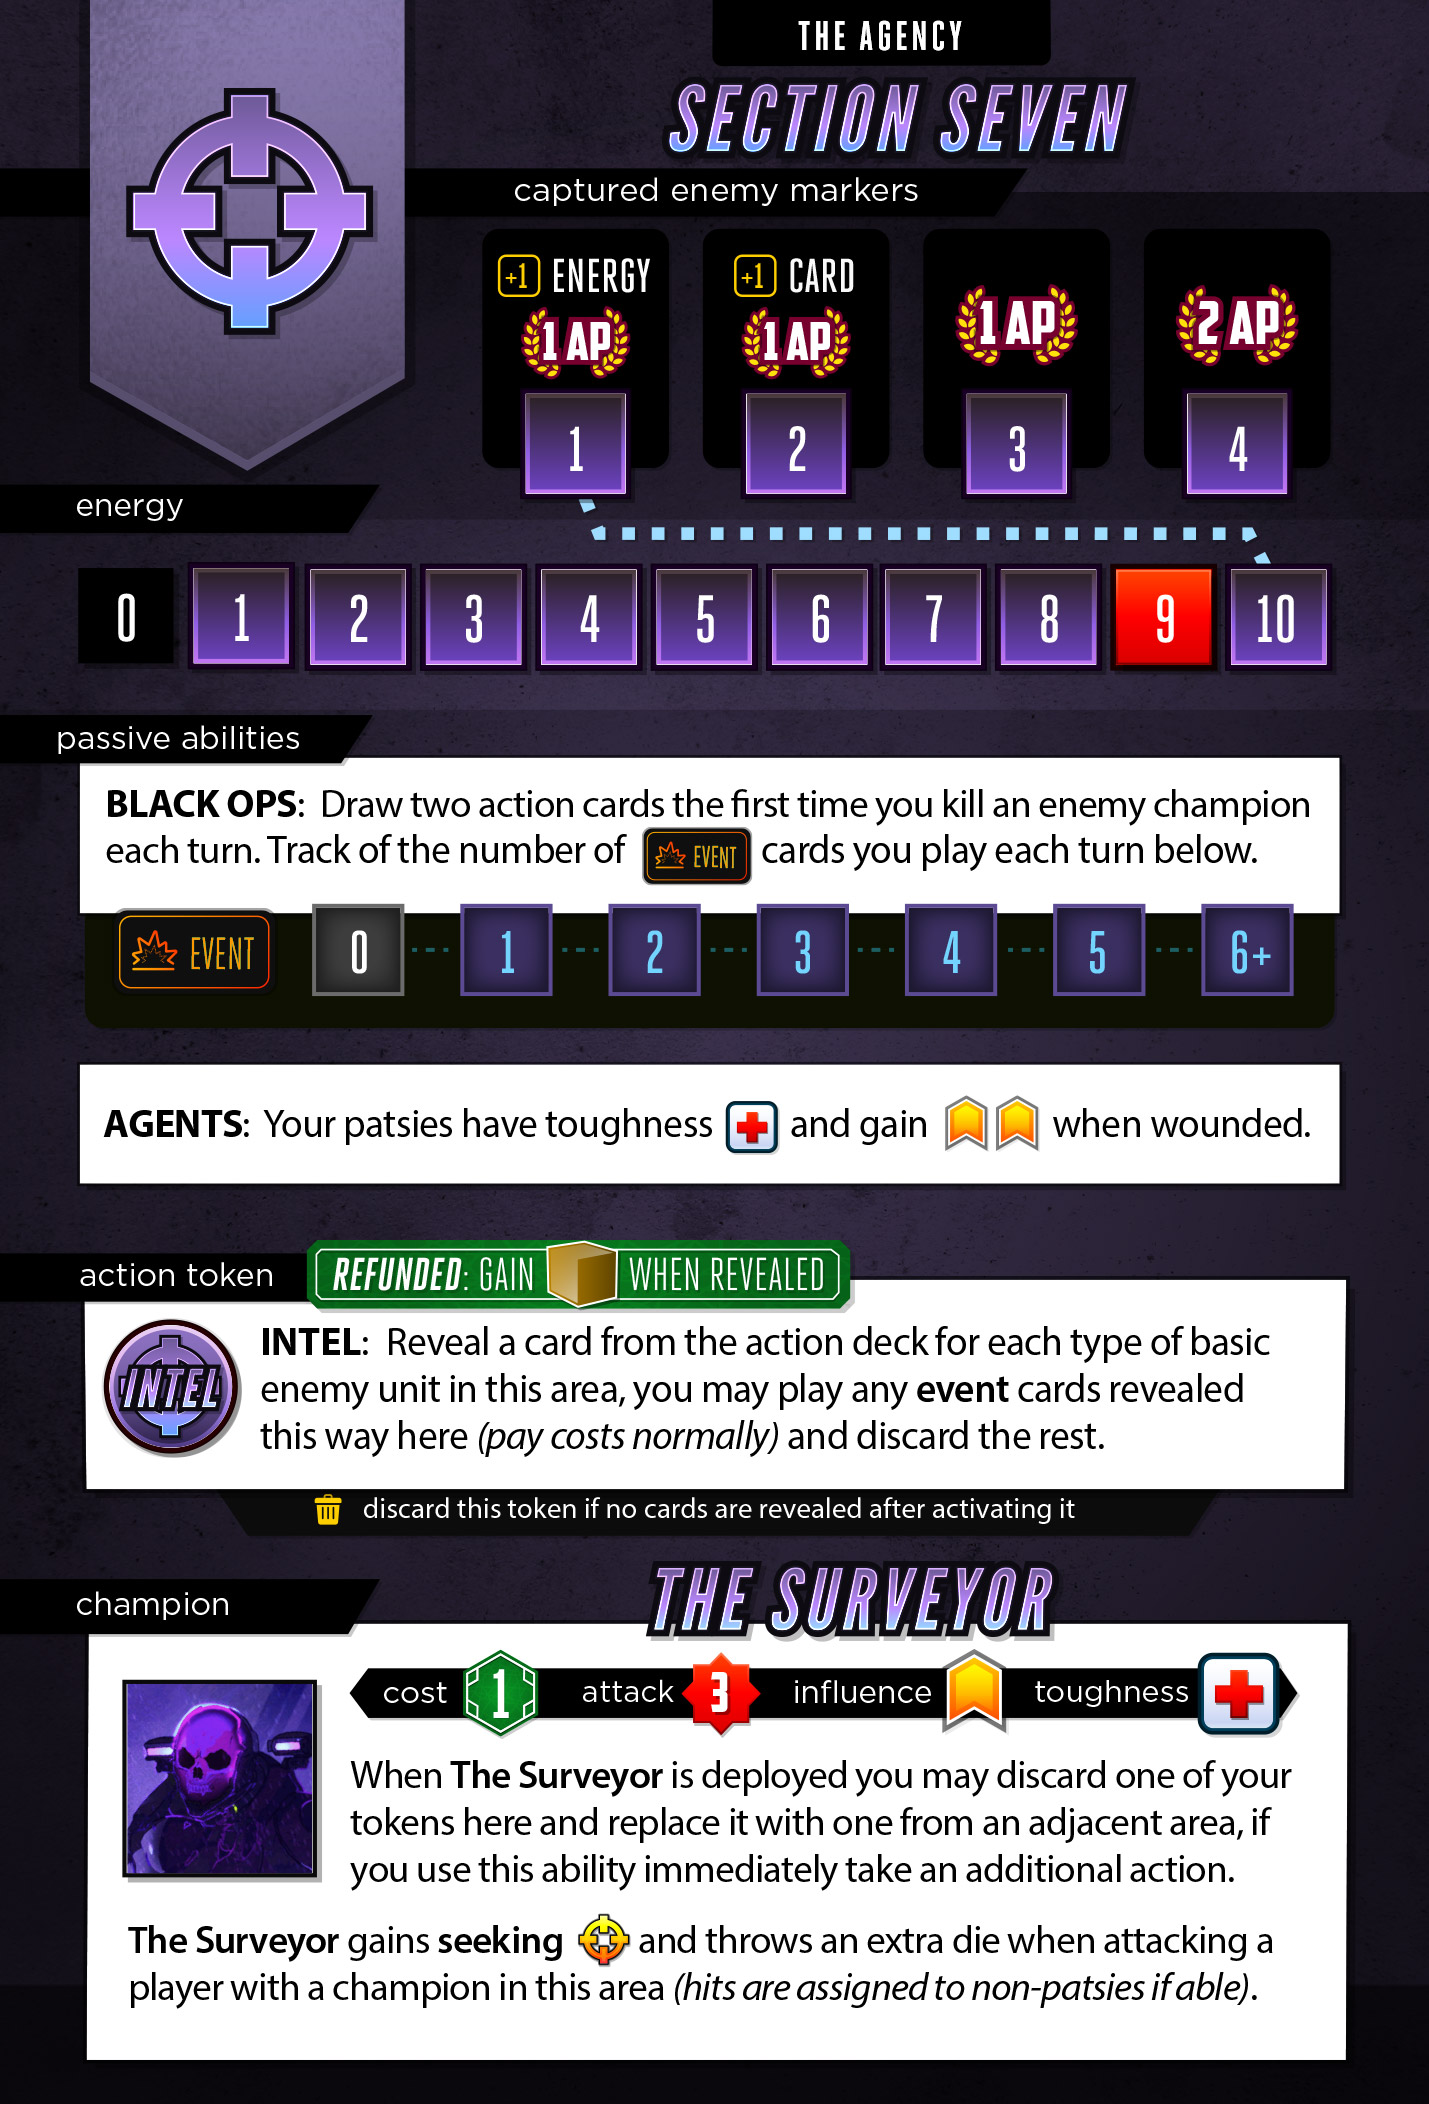 THE AGENCY
SECTION SEVEN
captured enemy markers
+1 ENERGY
1 AP
1
+1 CARD
1 AP
2
1 AP
3
2 AP
4
energy
0 1 2 3 4 5 6 7 8 9 10
passive abilities
BLACK OPS: Draw two action cards the first time you kill an enemy champion
each turn. Track of the number of EVENT cards you play each turn below.
EVENT 0 1 2 3 4 5 6+
AGENTS: Your patsies have toughness and gain when wounded.
action token
REFUNDED: GAIN WHEN REVEALED
INTEL
INTEL: Reveal a card from the action deck for each type of basic
enemy unit in this area, you may play any event cards revealed
this way here (pay costs normally) and discard the rest.
discard this token if no cards are revealed after activating it
champion
THE SURVEYOR
cost 1 attack 3 influence toughness
When The Surveyor is deployed you may discard one of your
tokens here and replace it with one from an adjacent area, if
you use this ability immediately take an additional action.
The Surveyor gains seeking and throws an extra die when attacking a
player with a champion in this area (hits are assigned to non-patsies if able).